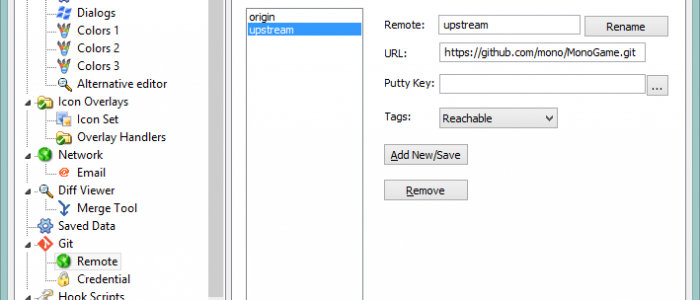 Dialogs
Colors 1
Colors 2
Colors 3
Alternative editor
Icon Overlays
Icon Set
Overlay Handlers
Network
Email
Diff Viewer
Merge Tool
Saved Data
Git
Remote
Credential
Hook Scripts
origin
upstream
Remote: upstream Rename
URL: https://github.com/mono/MonoGame.git
Putty Key: ...
Tags: Reachable
Add New/Save
Remove